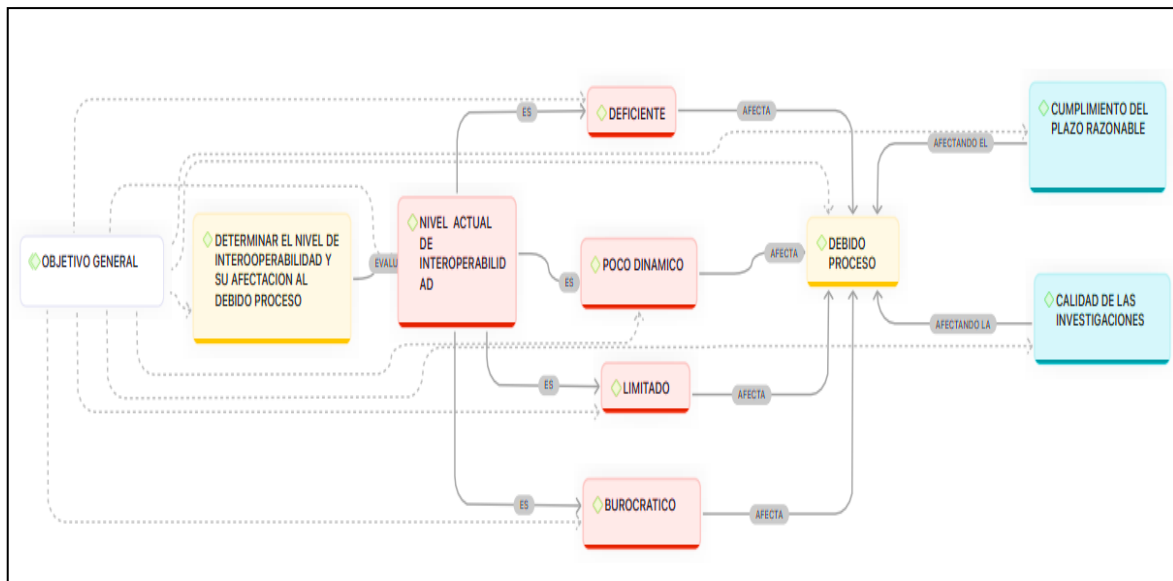 OBJETIVO GENERAL
DETERMINAR EL NIVEL DE
INTEROOPERABILIDAD Y
SU AFECTACION AL
DEBIDO PROCESO
EVALU
NIVEL ACTUAL
DE
INTEROPERABILID
AD
ES
DEFICIENTE
AFECTA
ES
POCO DINAMICO
AFECTA
ES
LIMITADO
AFECTA
ES
BUROCRATICO
AFECTA
DEBIDO
PROCESO
AFECTANDO EL
CUMPLIMIENTO DEL
PLAZO RAZONABLE
AFECTANDO LA
CALIDAD DE LAS
INVESTIGACIONES